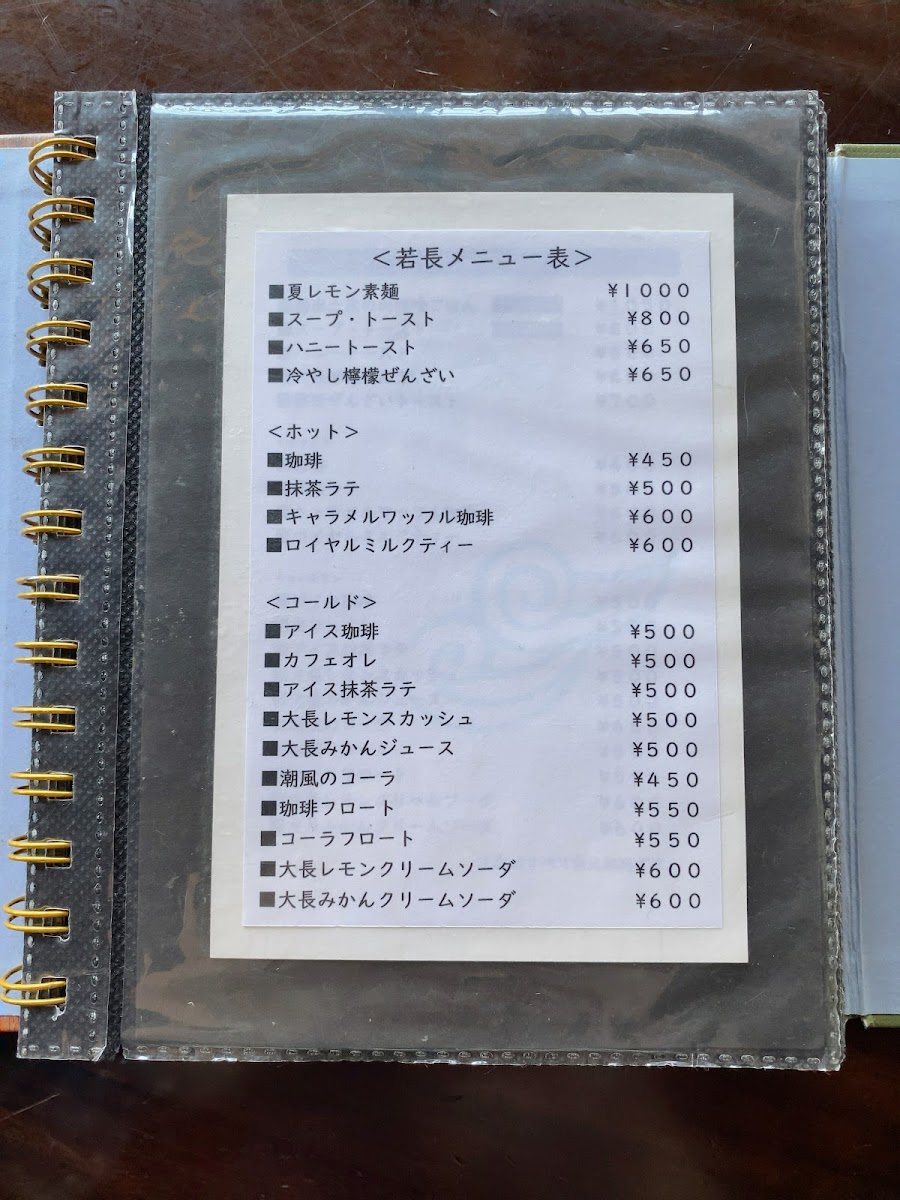 ＜若長メニュー表＞
■夏レモン素麺 ¥１０００
■スープ・トースト ¥８００
■ハニートースト ¥６５０
■冷やし檸檬ぜんざい ¥６５０
＜ホット＞
■珈琲 ¥４５０
■抹茶ラテ ¥５００
■キャラメルワッフル珈琲 ¥６００
■ロイヤルミルクティー ¥６００
＜コールド＞
■アイス珈琲 ¥５００
■カフェオレ ¥５００
■アイス抹茶ラテ ¥５００
■大長レモンスカッシュ ¥５００
■大長みかんジュース ¥５００
■潮風のコーラ ¥４５０
■珈琲フロート ¥５５０
■コーラフロート ¥５５０
■大長レモンクリームソーダ ¥６００
■大長みかんクリームソーダ ¥６００